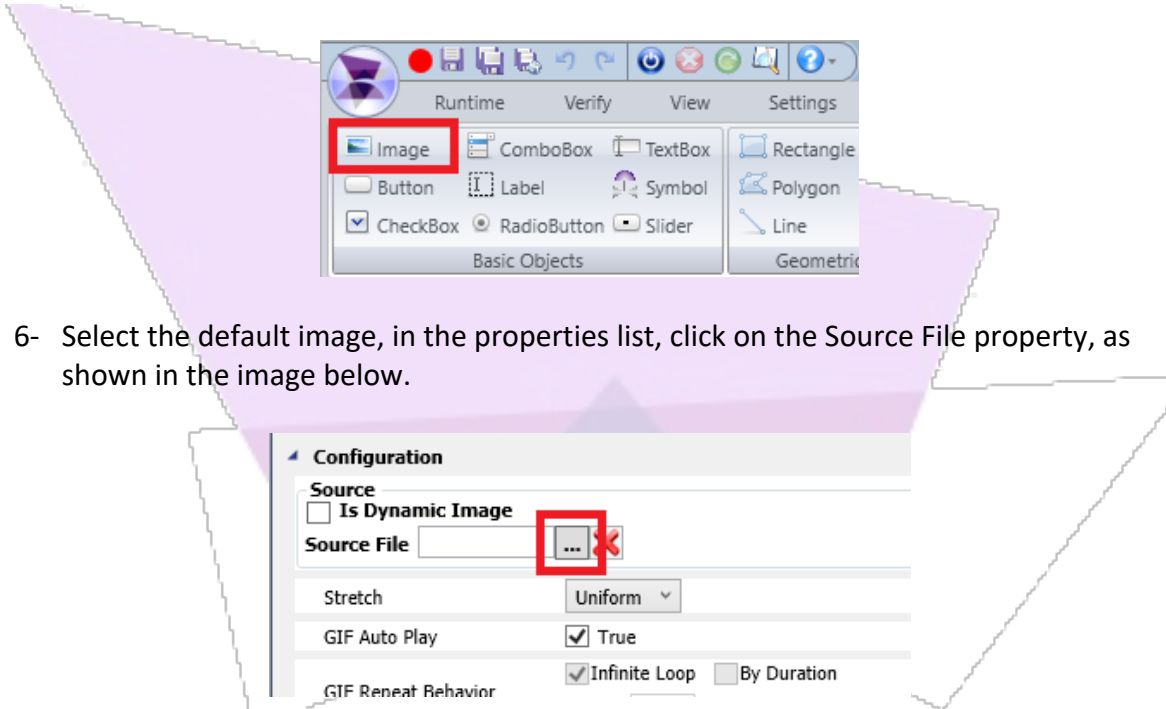 Runtime Verify View Settings
Image ComboBox TextBox Rectangle
Button Label Symbol Polygon
CheckBox RadioButton Slider Line
Basic Objects Geometric
6- Select the default image, in the properties list, click on the Source File property, as
shown in the image below.
Configuration
Source
Is Dynamic Image
Source File ...
Stretch Uniform
GIF Auto Play True
Infinite Loop By Duration
GIF Repeat Behavior